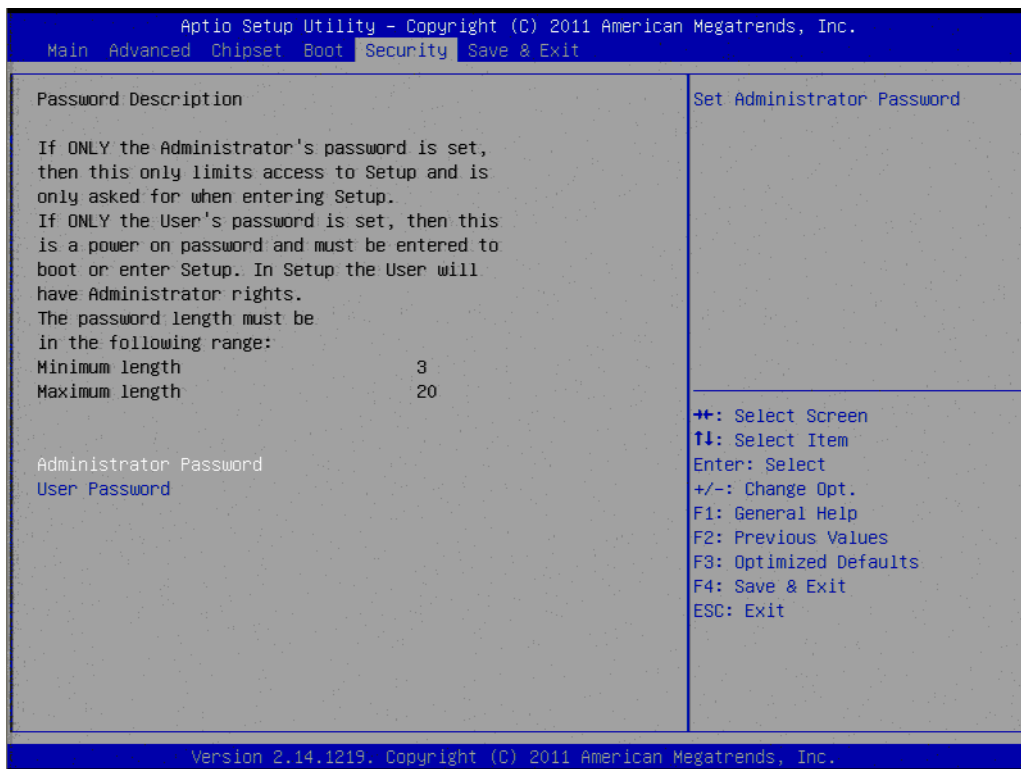 Aptio Setup Utility – Copyright (C) 2011 American Megatrends, Inc.
Main Advanced Chipset Boot Security Save & Exit
Password Description
If ONLY the Administrator's password is set,
then this only limits access to Setup and is
only asked for when entering Setup.
If ONLY the User's password is set, then this
is a power on password and must be entered to
boot or enter Setup. In Setup the User will
have Administrator rights.
The password length must be
in the following range:
Minimum length 3
Maximum length 20
Administrator Password
User Password
Set Administrator Password
→←: Select Screen
↑↓: Select Item
Enter: Select
+/-: Change Opt.
F1: General Help
F2: Previous Values
F3: Optimized Defaults
F4: Save & Exit
ESC: Exit
Version 2.14.1219. Copyright (C) 2011 American Megatrends, Inc.